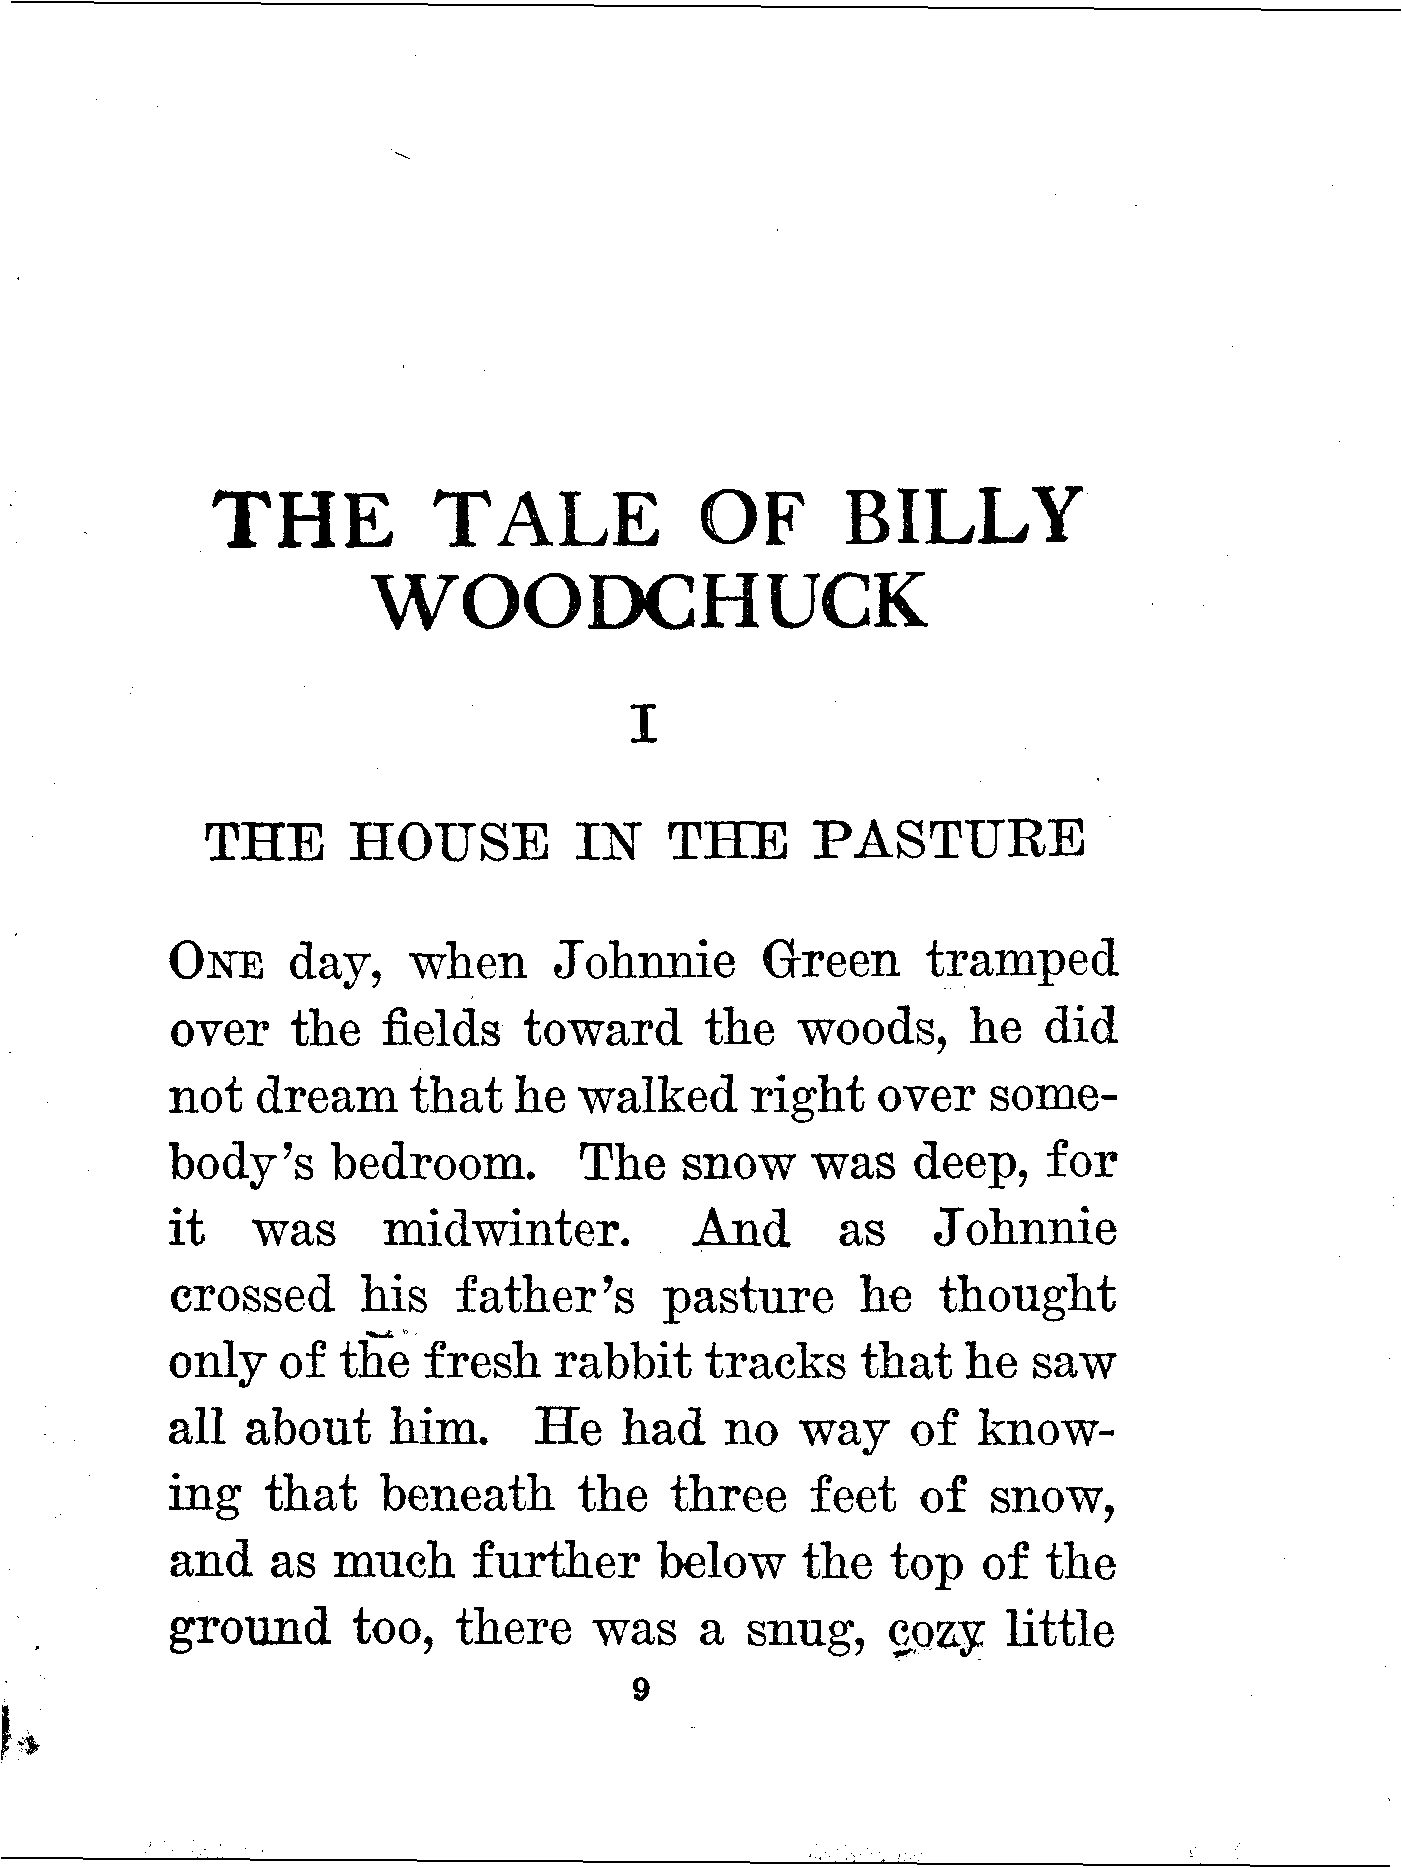 THE TALE OF BILLY
WOODCHUCK
I
THE HOUSE IN THE PASTURE
ONE day, when Johnnie Green tramped
over the fields toward the woods, he did
not dream that he walked right over some-
body's bedroom. The snow was deep, for
it was midwinter. And as Johnnie
crossed his father's pasture he thought
only of the fresh rabbit tracks that he saw
all about him. He had no way of know-
ing that beneath the three feet of snow,
and as much further below the top of the
ground too, there was a snug, cozy little
9